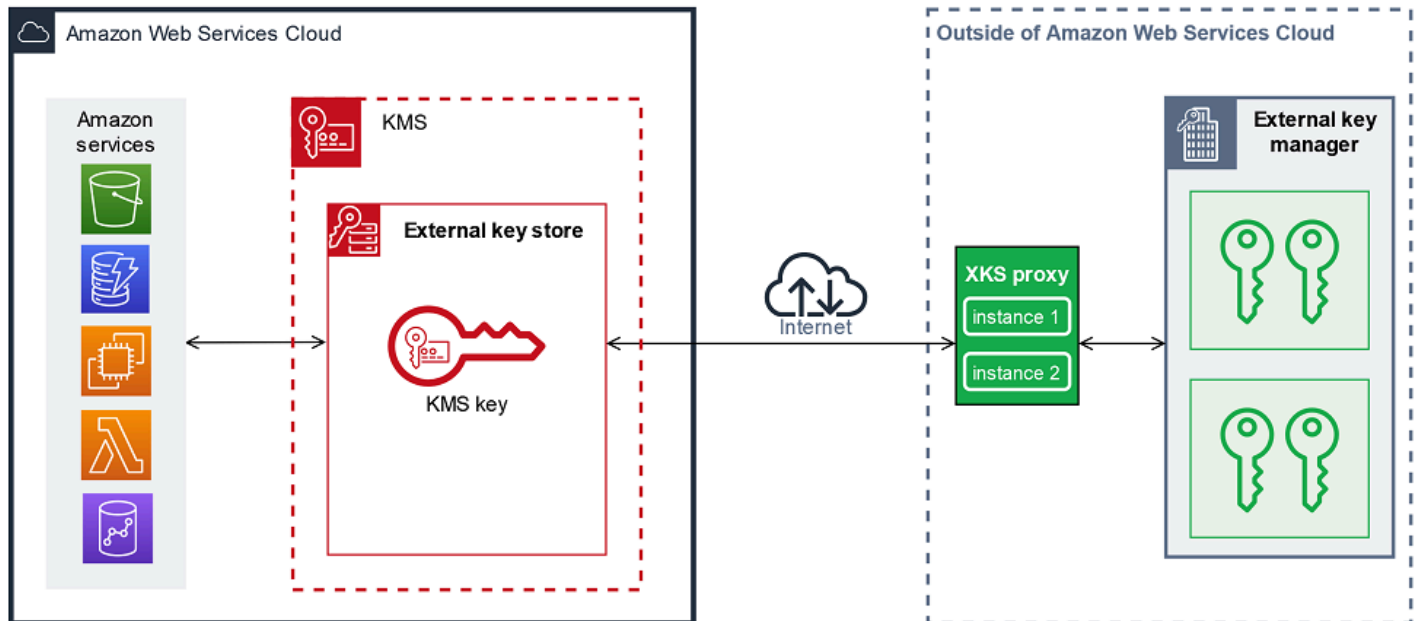 Amazon Web Services Cloud
Amazon
services
KMS
External key store
KMS key
Internet
Outside of Amazon Web Services Cloud
XKS proxy
instance 1
instance 2
External key
manager